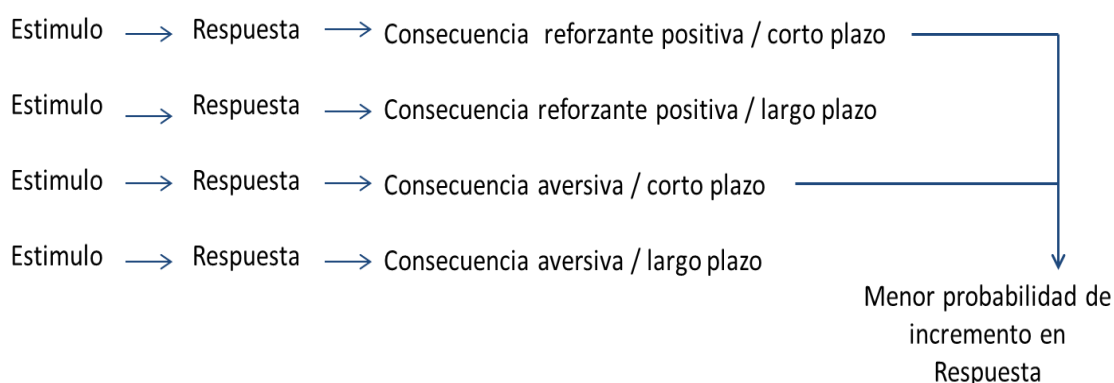 Estimulo Respuesta Consecuencia reforzante positiva / corto plazo
Estimulo Respuesta Consecuencia reforzante positiva / largo plazo
Estimulo Respuesta Consecuencia aversiva / corto plazo
Estimulo Respuesta Consecuencia aversiva / largo plazo
Menor probabilidad de
incremento en
Respuesta